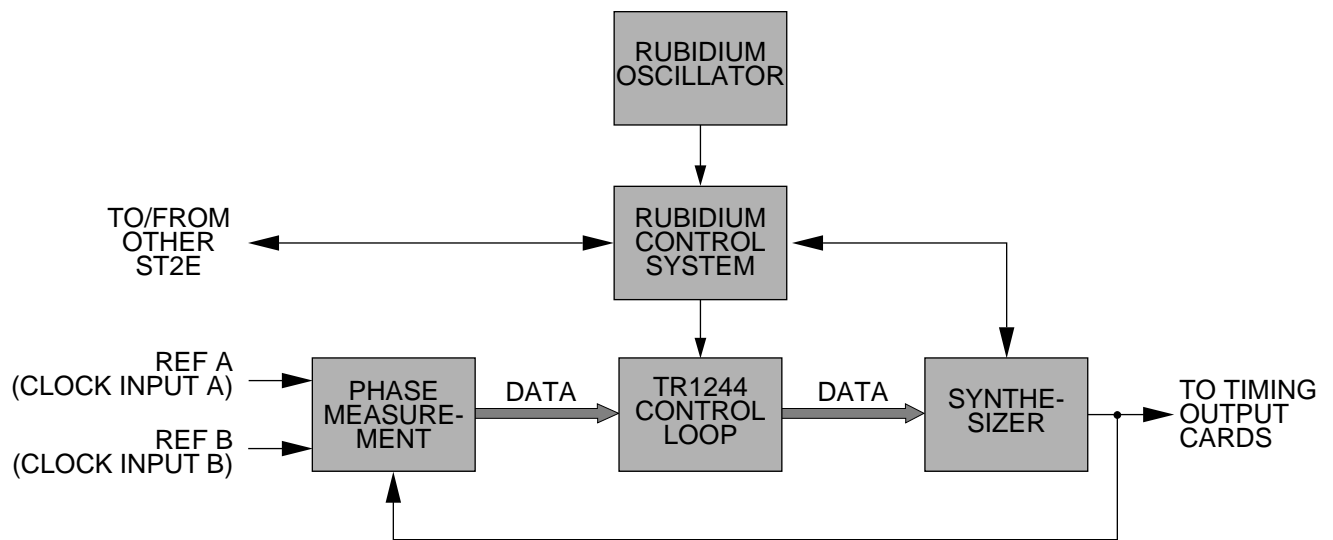 RUBIDIUM
OSCILLATOR
TO/FROM
OTHER
ST2E
RUBIDIUM
CONTROL
SYSTEM
REF A
(CLOCK INPUT A)
REF B
(CLOCK INPUT B)
PHASE
MEASURE-
MENT
DATA
TR1244
CONTROL
LOOP
DATA
SYNTHE-
SIZER
TO TIMING
OUTPUT
CARDS